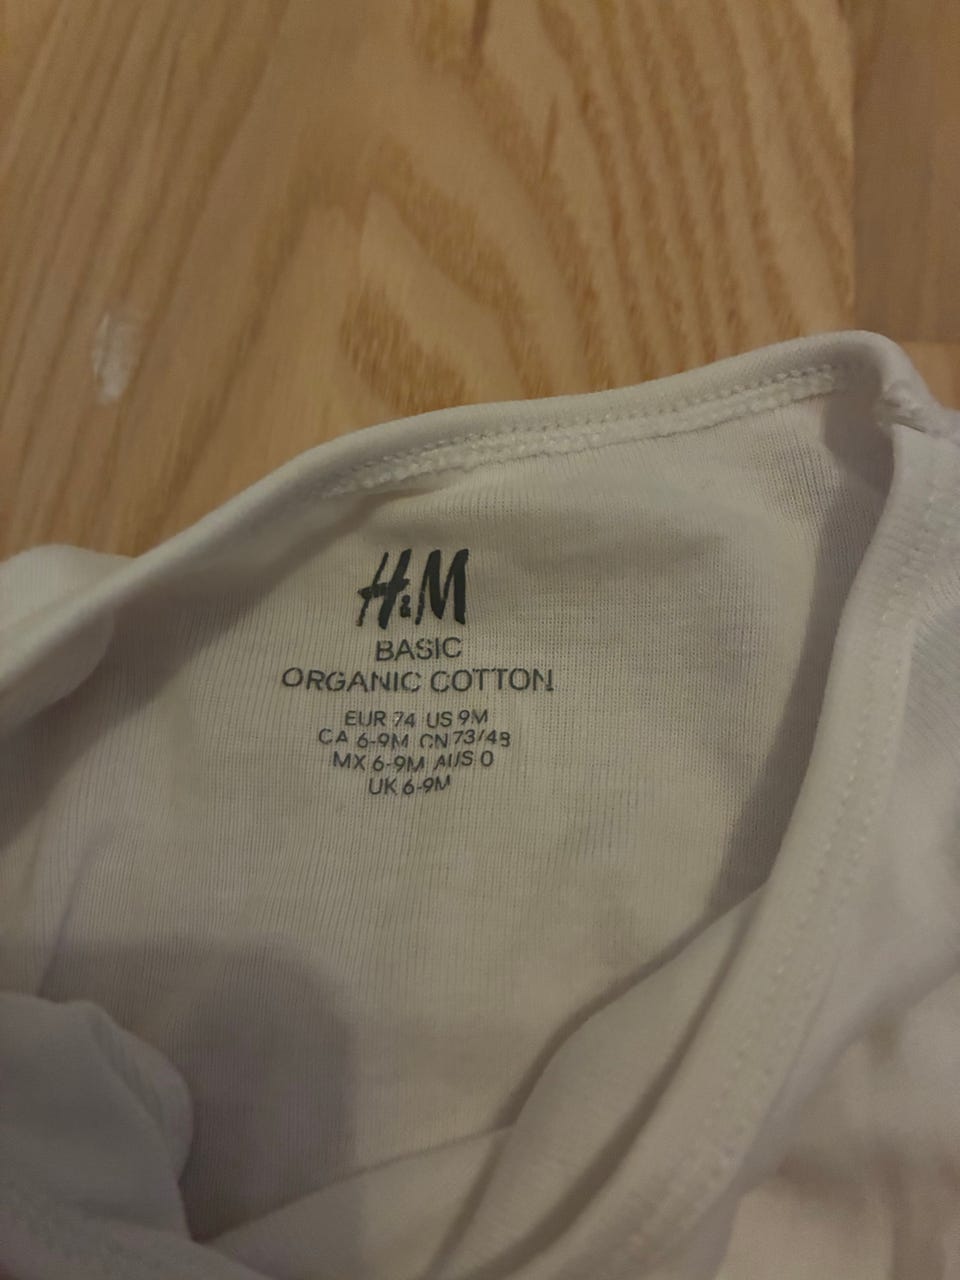 H&M
BASIC
ORGANIC COTTON
EUR 74 US 9M
CA 6-9M CN 73/48
MX 6-9M AUS 0
UK 6-9M